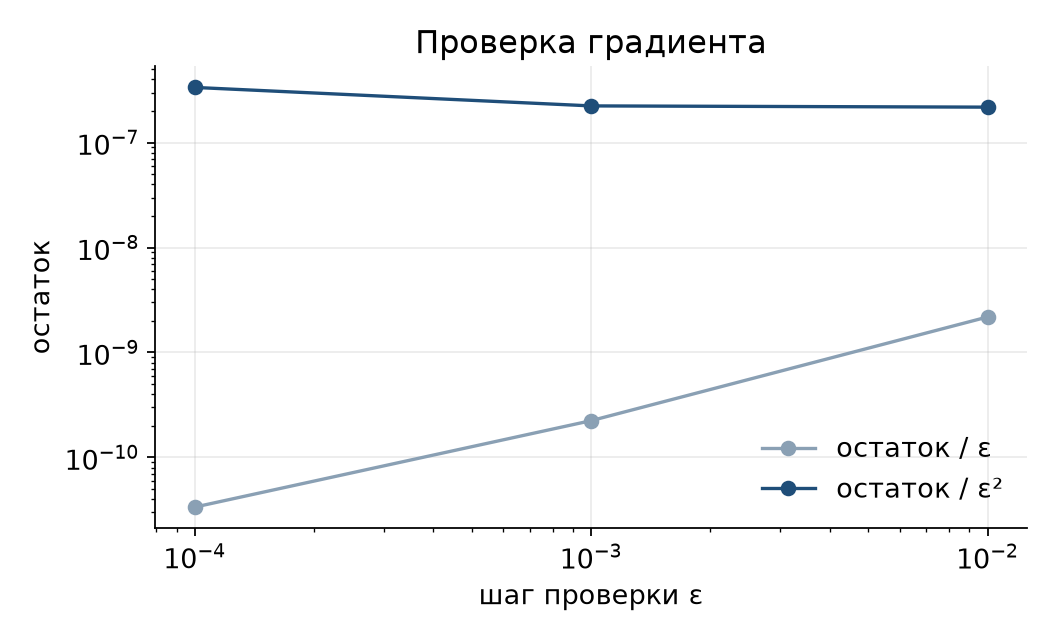 Проверка градиента
остаток
10⁻⁷
10⁻⁸
10⁻⁹
10⁻¹⁰
остаток / ε
остаток / ε²
10⁻⁴
10⁻³
10⁻²
шаг проверки ε